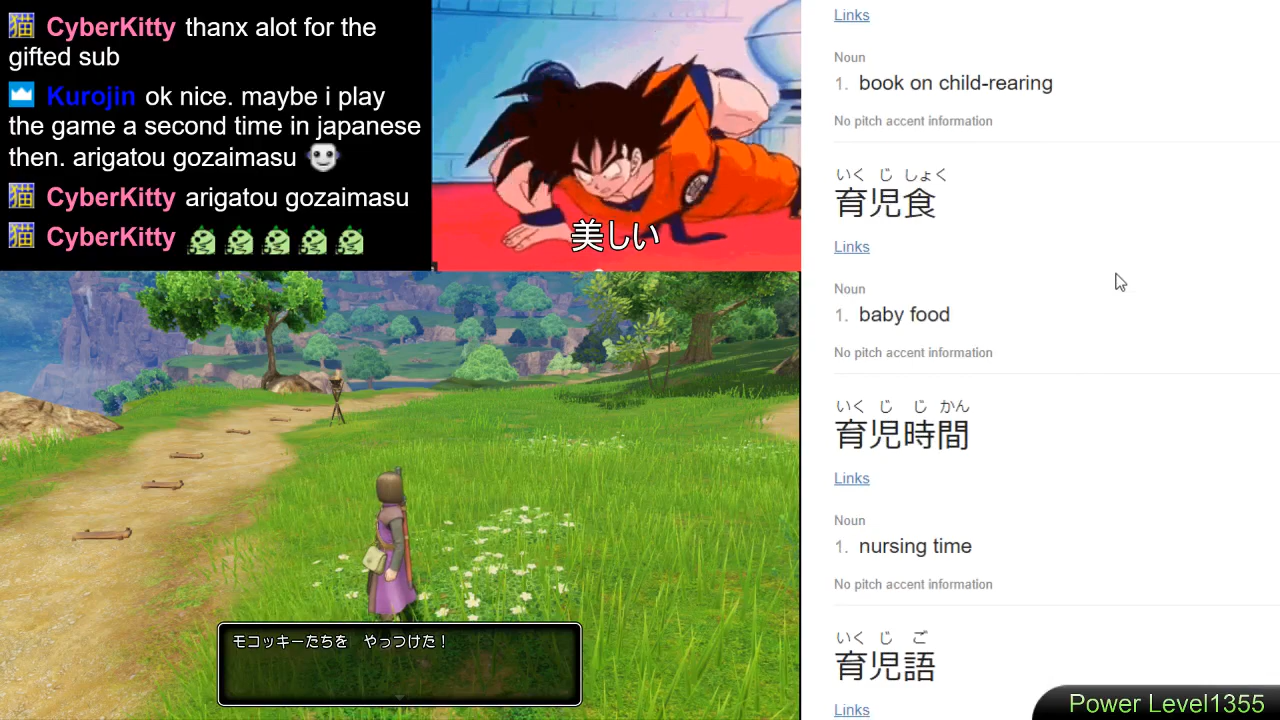 CyberKitty thanx alot for the
gifted sub
Kurojin ok nice. maybe i play
the game a second time in japanese
then. arigatou gozaimasu
CyberKitty arigatou gozaimasu
CyberKitty
美しい
モコッキーたちを　やっつけた！
Links
Noun
1. book on child-rearing
No pitch accent information
いく じ しょく
育児食
Links
Noun
1. baby food
No pitch accent information
いく じ じ かん
育児時間
Links
Noun
1. nursing time
No pitch accent information
いく じ ご
育児語
Links
Power Level1355